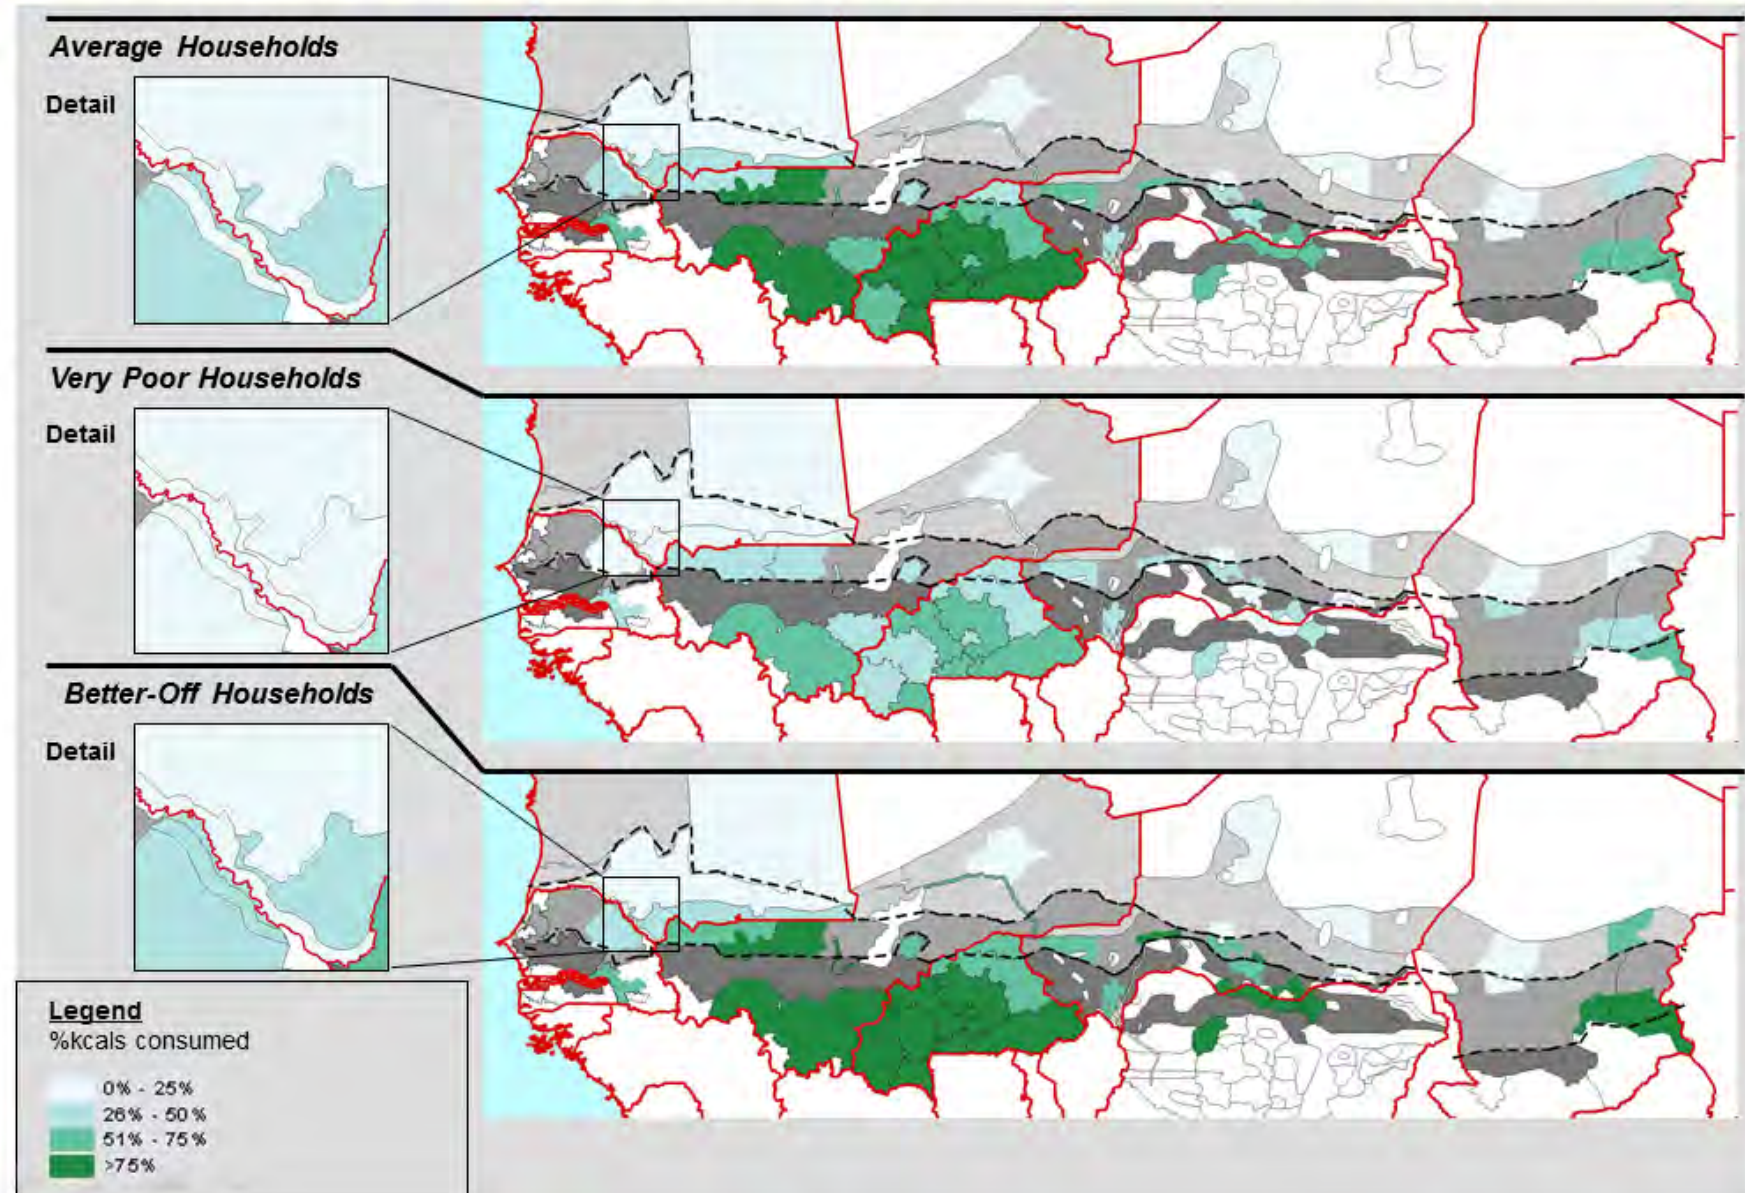 Average Households
Detail
Very Poor Households
Detail
Better-Off Households
Detail
Legend
%kcals consumed
0% - 25%
26% - 50%
51% - 75%
>75%